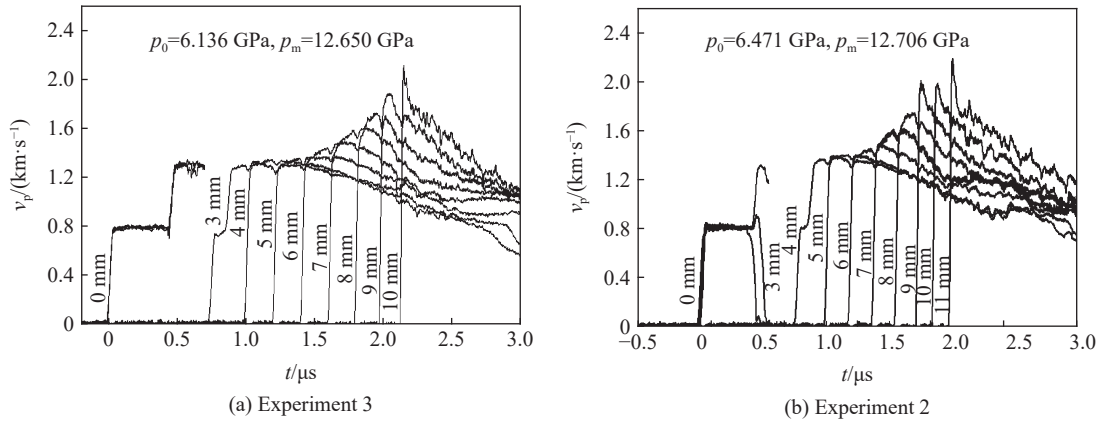 2.4
2.0
1.6
1.2
0.8
0.4
0
p0=6.136 GPa, pm=12.650 GPa
vp/(km·s−1)
0 mm
3 mm
4 mm
5 mm
6 mm
7 mm
8 mm
9 mm
10 mm
0 0.5 1.0 1.5 2.0 2.5 3.0
t/μs
(a) Experiment 3
2.4
2.0
1.6
1.2
0.8
0.4
0
p0=6.471 GPa, pm=12.706 GPa
vp/(km·s−1)
0 mm
3 mm
4 mm
5 mm
6 mm
7 mm
8 mm
9 mm
10 mm
11 mm
−0.5 0 0.5 1.0 1.5 2.0 2.5 3.0
t/μs
(b) Experiment 2